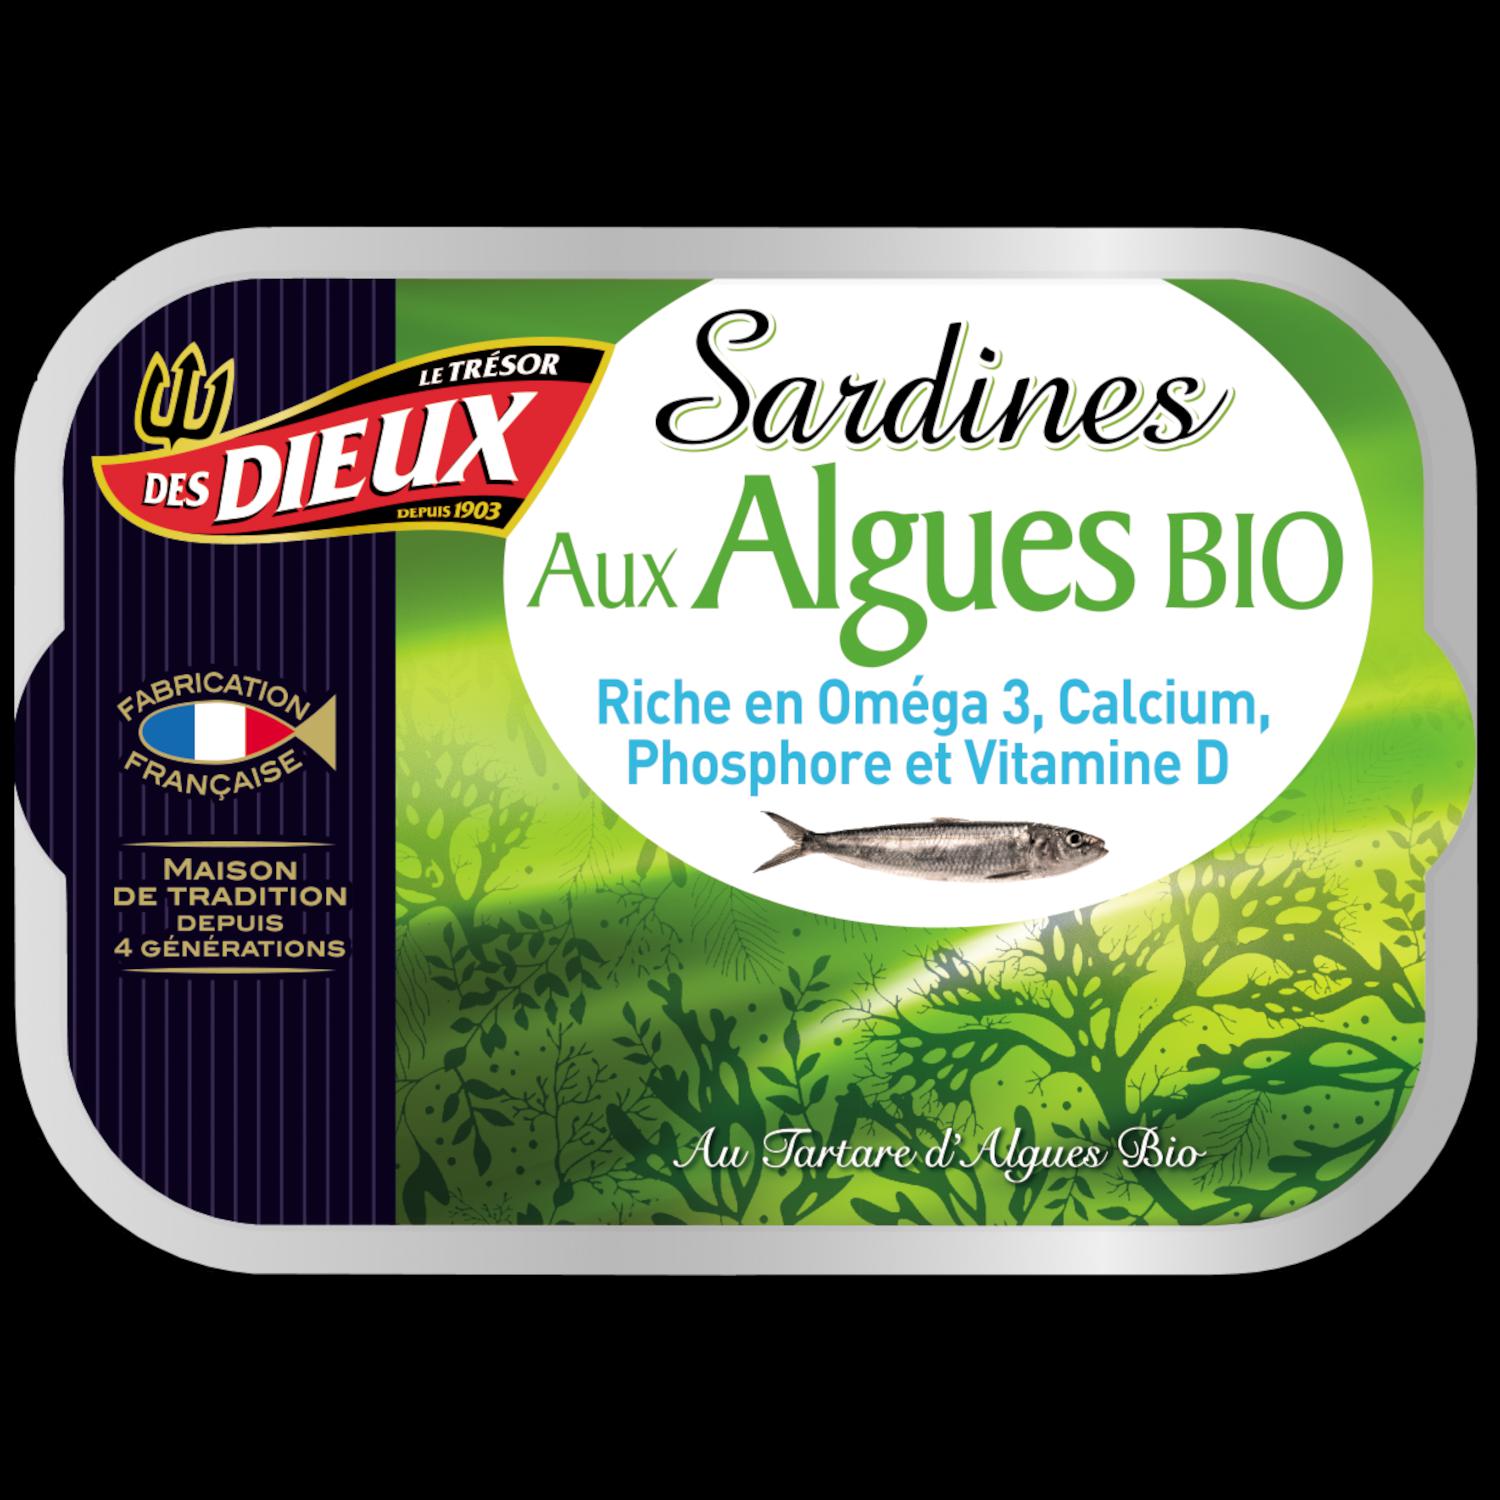 LE TRÉSOR
DES DIEUX
DEPUIS 1903
Sardines
Aux Algues BIO
Riche en Oméga 3, Calcium,
Phosphore et Vitamine D
FABRICATION
FRANÇAISE
MAISON
DE TRADITION
DEPUIS
4 GÉNÉRATIONS
Au Tartare d'Algues Bio